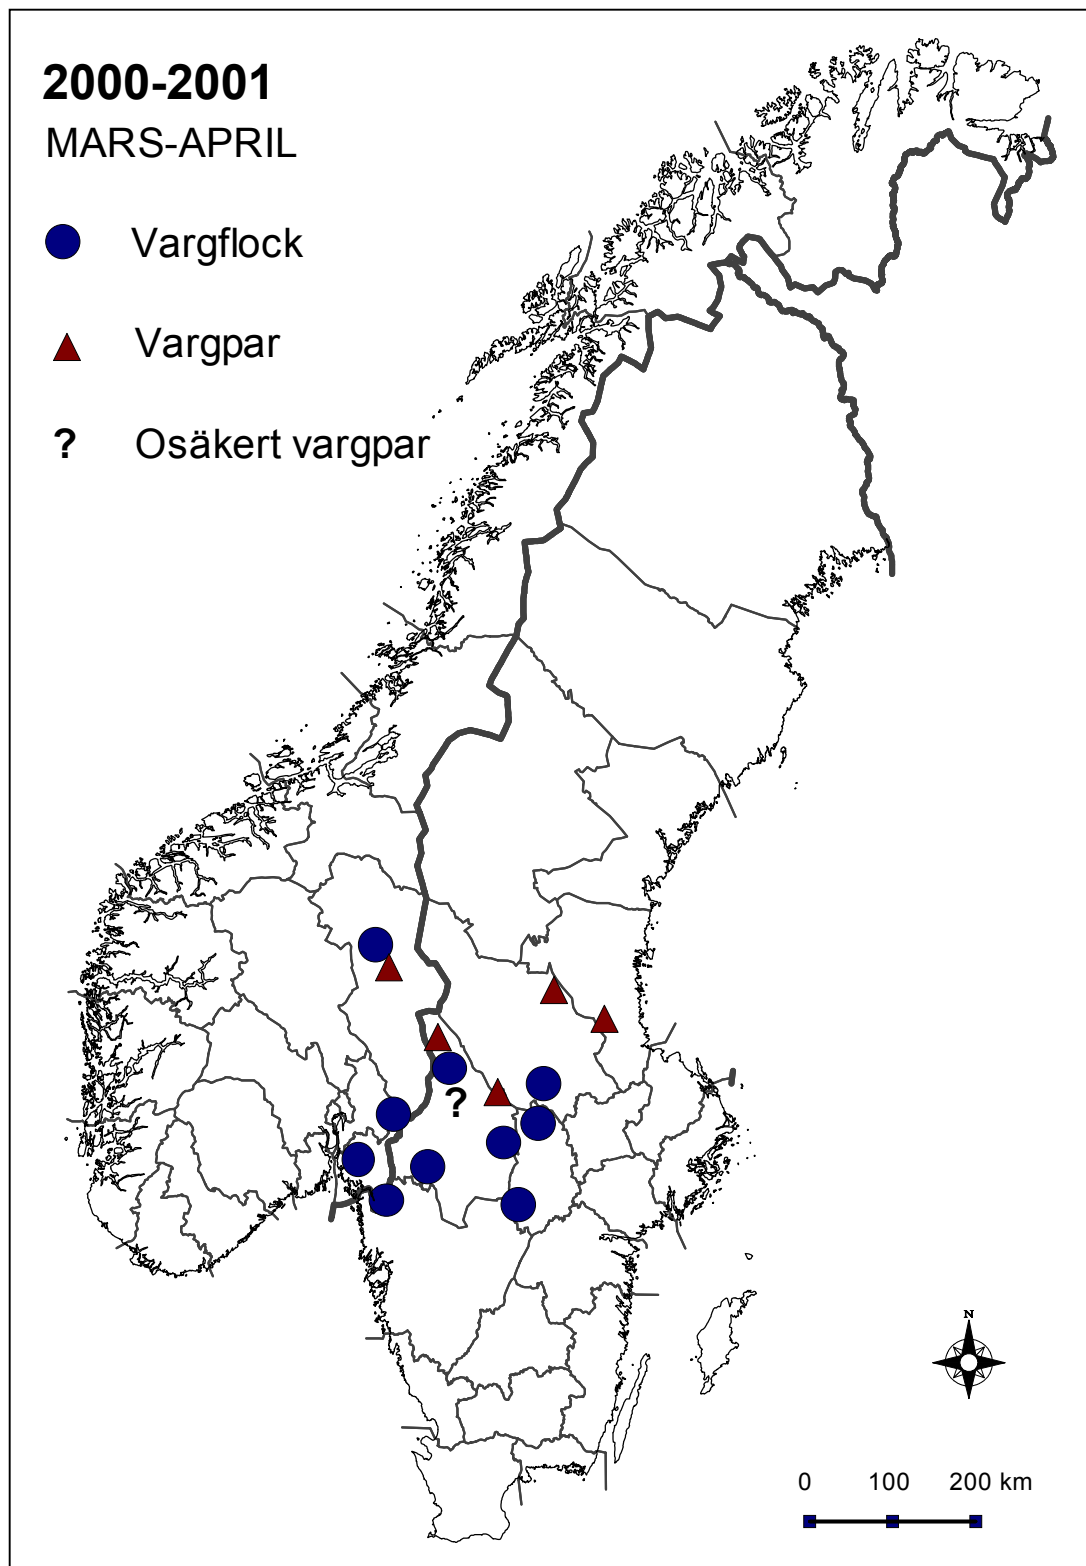 2000-2001
MARS-APRIL
Vargflock
Vargpar
? Osäkert vargpar
?
N
0 100 200 km